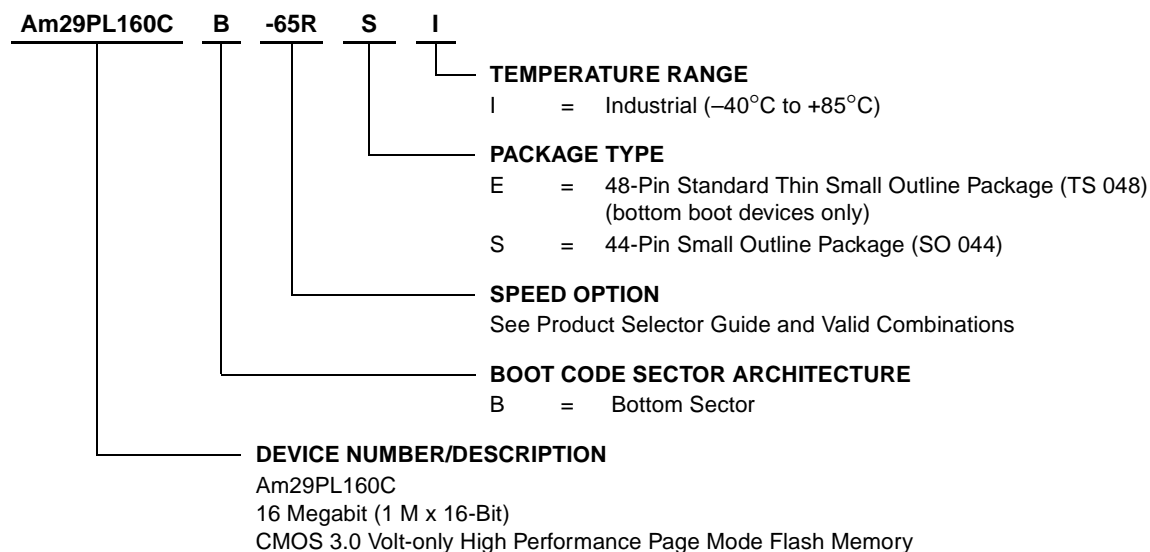 Am29PL160C B -65R S I
TEMPERATURE RANGE
I = Industrial (–40°C to +85°C)
PACKAGE TYPE
E = 48-Pin Standard Thin Small Outline Package (TS 048)
(bottom boot devices only)
S = 44-Pin Small Outline Package (SO 044)
SPEED OPTION
See Product Selector Guide and Valid Combinations
BOOT CODE SECTOR ARCHITECTURE
B = Bottom Sector
DEVICE NUMBER/DESCRIPTION
Am29PL160C
16 Megabit (1 M x 16-Bit)
CMOS 3.0 Volt-only High Performance Page Mode Flash Memory